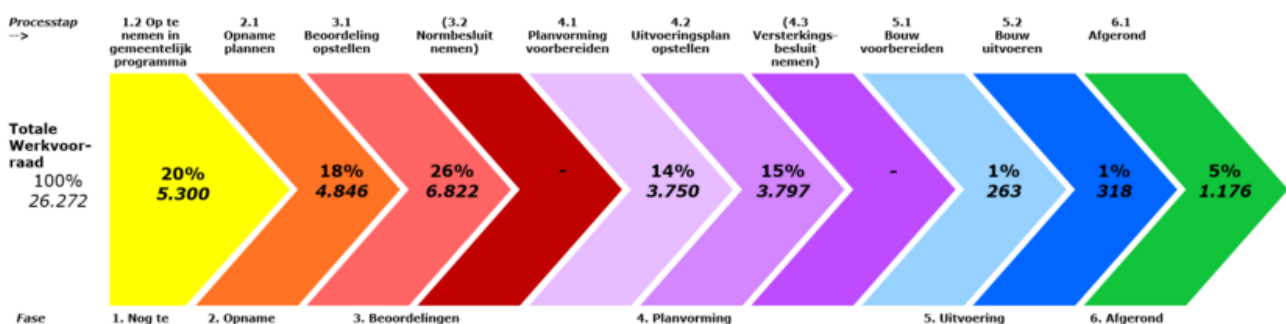 Processtap
-->
1.2 Op te
nemen in
gemeentelijk
programma
2.1
Opname
plannen
3.1
Beoordeling
opstellen
(3.2
Normbesluit
nemen)
4.1
Planvorming
voorbereiden
4.2
Uitvoeringsplan
opstellen
(4.3
Versterkings-
besluit
nemen)
5.1
Bouw
voorbereiden
5.2
Bouw
uitvoeren
6.1
Afgerond
Totale
Werkvoor-
raad
100%
26.272
20%
5.300
18%
4.846
26%
6.822
-
14%
3.750
15%
3.797
-
1%
263
1%
318
5%
1.176
Fase
1. Nog te
2. Opname
3. Beoordelingen
4. Planvorming
5. Uitvoering
6. Afgerond